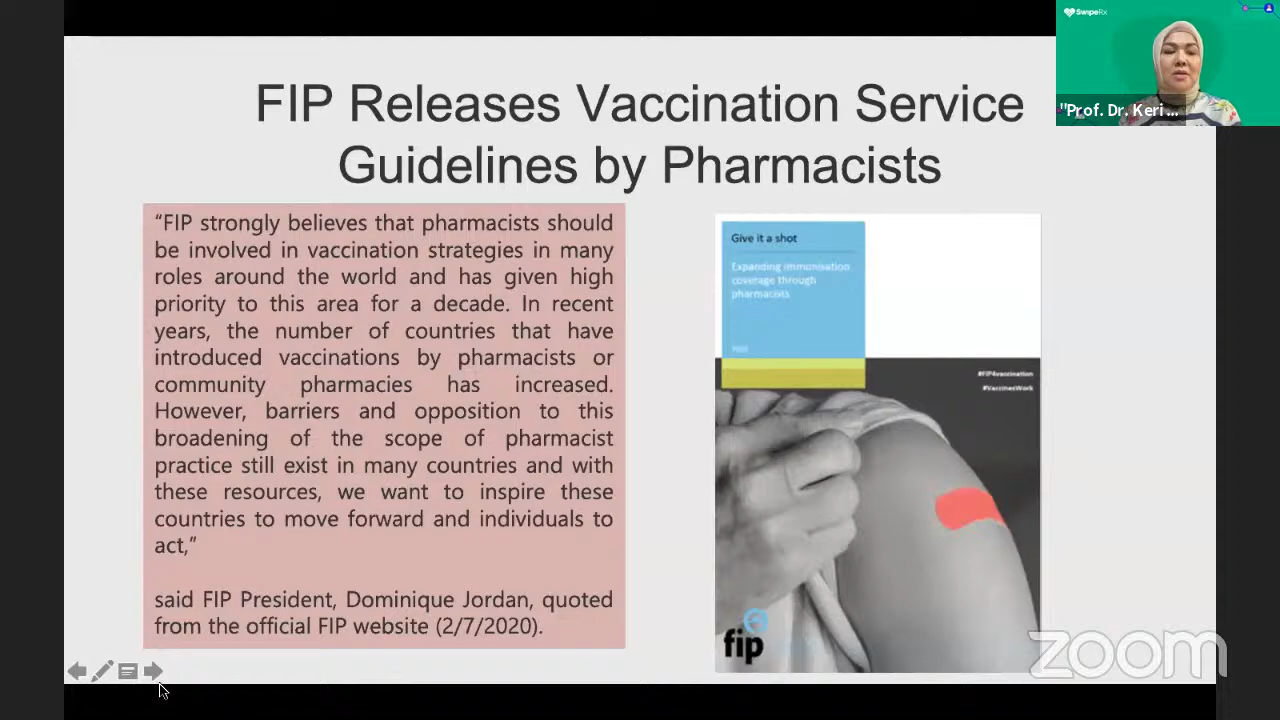 SwipeRx
"Prof. Dr. Keri ...
FIP Releases Vaccination Service
Guidelines by Pharmacists
“FIP strongly believes that pharmacists should
be involved in vaccination strategies in many
roles around the world and has given high
priority to this area for a decade. In recent
years, the number of countries that have
introduced vaccinations by pharmacists or
community pharmacies has increased.
However, barriers and opposition to this
broadening of the scope of pharmacist
practice still exist in many countries and with
these resources, we want to inspire these
countries to move forward and individuals to
act,”
said FIP President, Dominique Jordan, quoted
from the official FIP website (2/7/2020).
Give it a shot
Expanding immunisation
coverage through
pharmacists
#FIP4vaccination
#VaccinesWork
fip
zoom